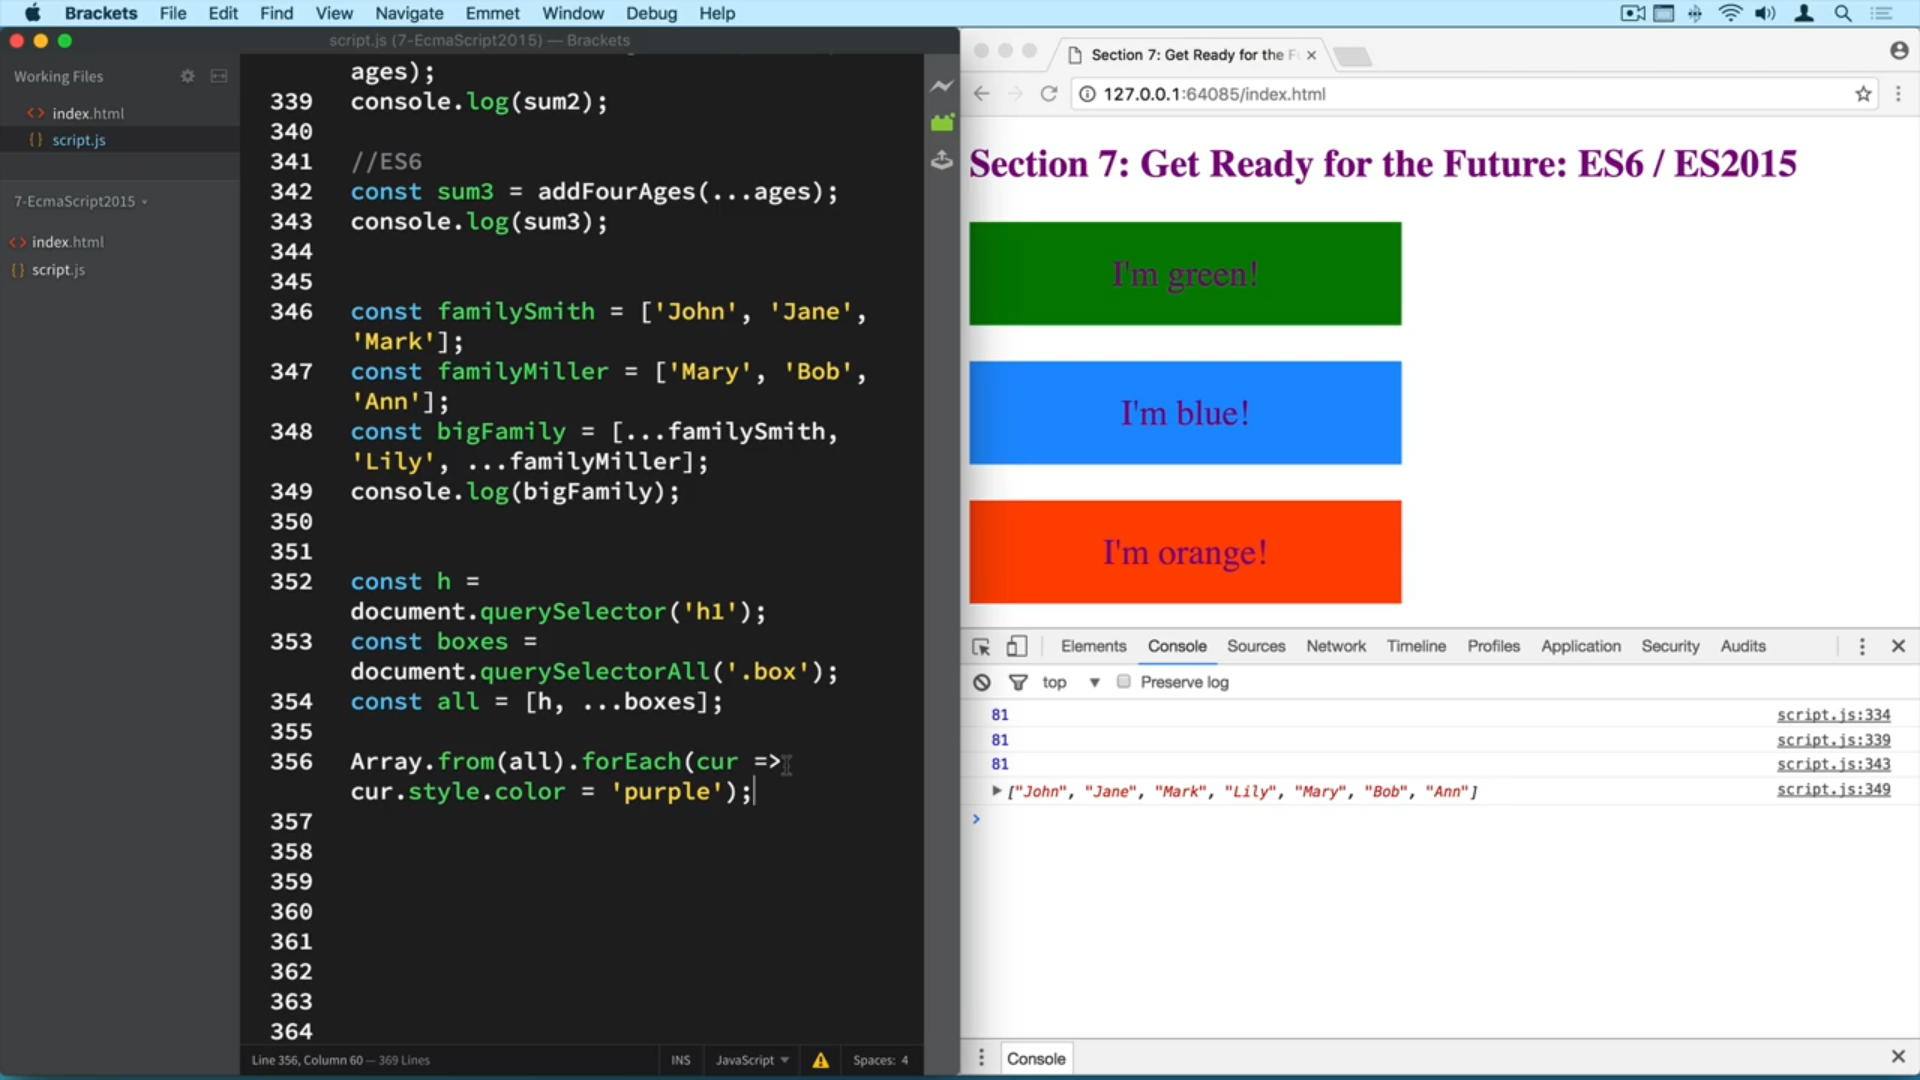 Brackets File Edit Find View Navigate Emmet Window Debug Help
script.js (7-EcmaScript2015) — Brackets
Working Files
index.html
script.js
7-EcmaScript2015
index.html
script.js
ages);
339 console.log(sum2);
340
341 //ES6
342 const sum3 = addFourAges(...ages);
343 console.log(sum3);
344
345
346 const familySmith = ['John', 'Jane',
'Mark'];
347 const familyMiller = ['Mary', 'Bob',
'Ann'];
348 const bigFamily = [...familySmith,
'Lily', ...familyMiller];
349 console.log(bigFamily);
350
351
352 const h =
document.querySelector('h1');
353 const boxes =
document.querySelectorAll('.box');
354 const all = [h, ...boxes];
355
356 Array.from(all).forEach(cur =>
cur.style.color = 'purple');
357
358
359
360
361
362
363
364
Line 356, Column 60 — 369 Lines INS JavaScript Spaces: 4
Section 7: Get Ready for the
127.0.0.1:64085/index.html
Section 7: Get Ready for the Future: ES6 / ES2015
I'm green!
I'm blue!
I'm orange!
Elements Console Sources Network Timeline Profiles Application Security Audits
top Preserve log
81 script.js:334
81 script.js:339
81 script.js:343
["John", "Jane", "Mark", "Lily", "Mary", "Bob", "Ann"] script.js:349
Console